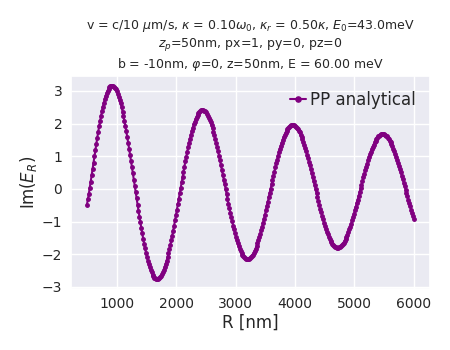 v = c/10 μm/s, κ = 0.10ω₀, κᵣ = 0.50κ, E₀=43.0meV
zₚ=50nm, px=1, py=0, pz=0
b = -10nm, φ=0, z=50nm, E = 60.00 meV
PP analytical
Im(E_R)
3
2
1
0
−1
−2
−3
1000 2000 3000 4000 5000 6000
R [nm]